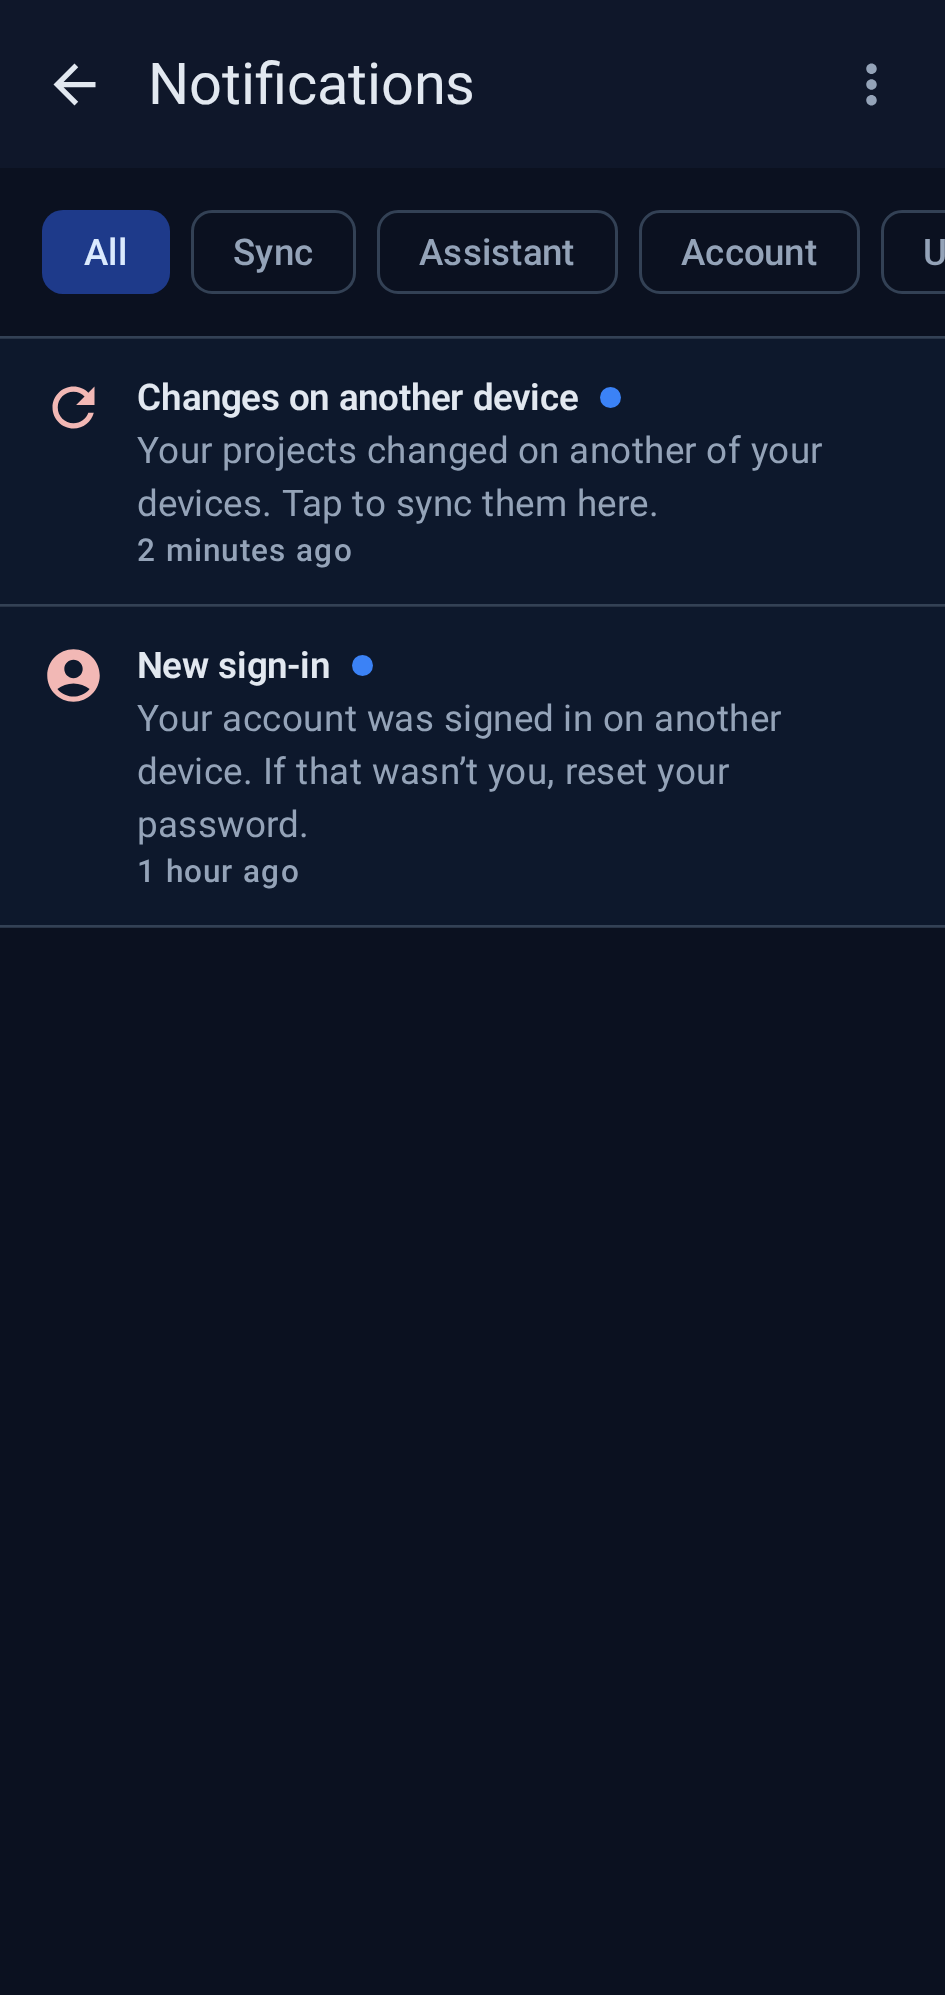 Notifications
All
Sync
Assistant
Account
U
Changes on another device
Your projects changed on another of your
devices. Tap to sync them here.
2 minutes ago
New sign-in
Your account was signed in on another
device. If that wasn’t you, reset your
password.
1 hour ago